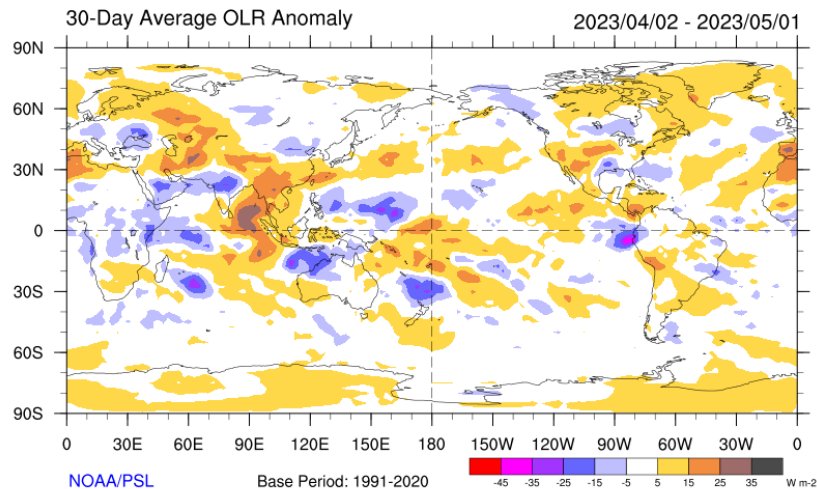 30-Day Average OLR Anomaly 2023/04/02 - 2023/05/01
90N
60N
30N
0
30S
60S
90S
0 30E 60E 90E 120E 150E 180 150W 120W 90W 60W 30W 0
NOAA/PSL Base Period: 1991-2020
-45 -35 -25 -15 -5 5 15 25 35 W m-2